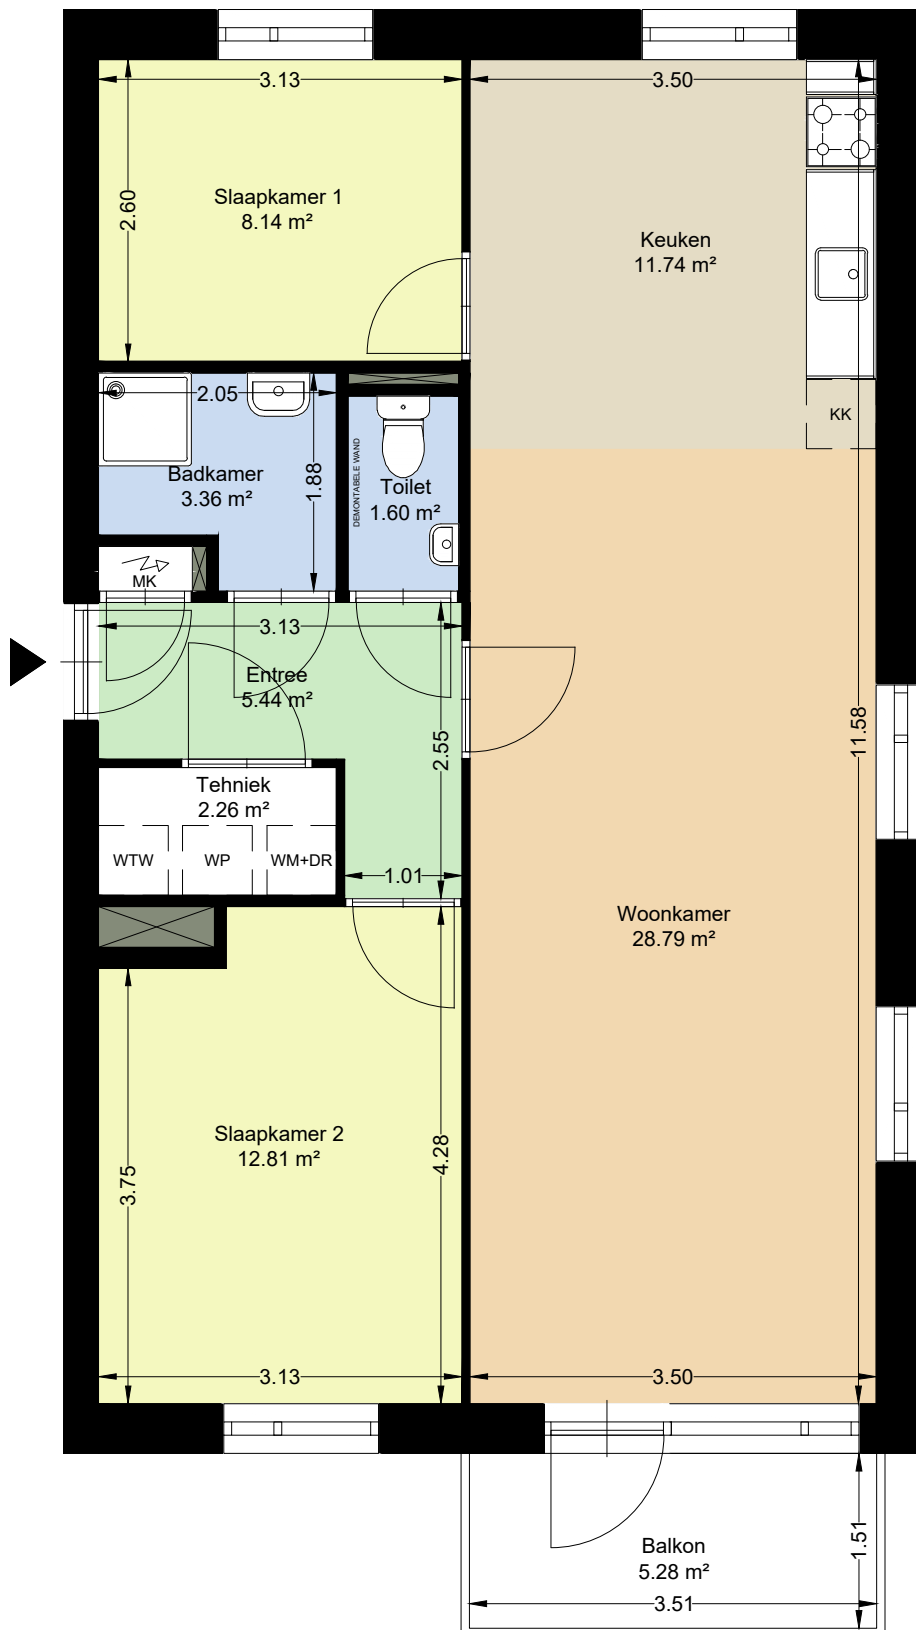 3.13
3.50
2.60
Slaapkamer 1
8.14 m²
Keuken
11.74 m²
KK
2.05
1.88
Badkamer
3.36 m²
DEMONTABELE WAND
Toilet
1.60 m²
MK
3.13
Entree
5.44 m²
2.55
11.58
Tehniek
2.26 m²
WTW
WP
WM+DR
1.01
Woonkamer
28.79 m²
Slaapkamer 2
12.81 m²
3.75
4.28
3.13
3.50
Balkon
5.28 m²
1.51
3.51